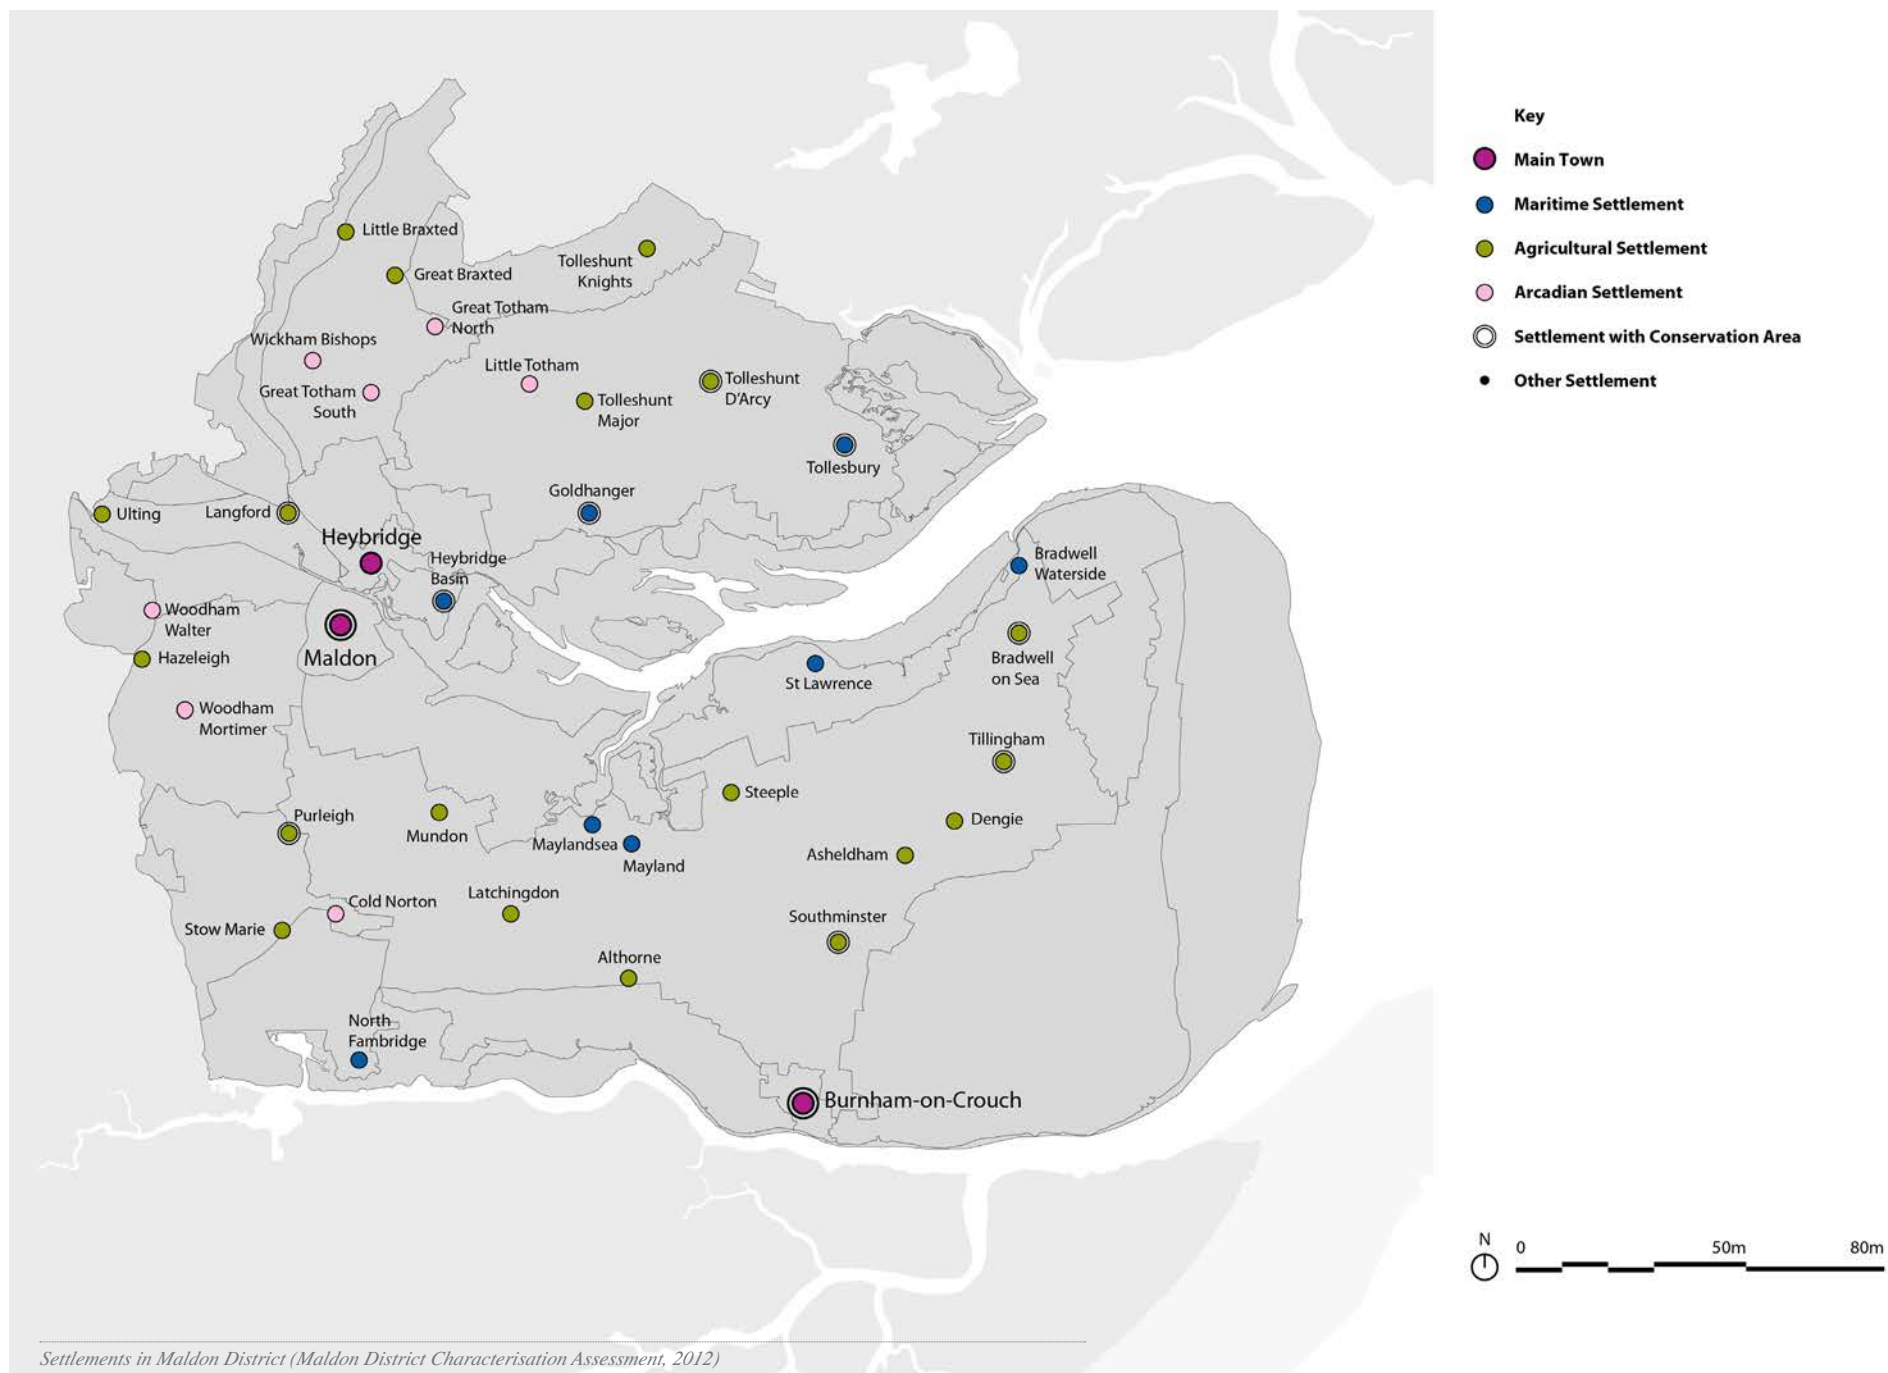 Little Braxted
Great Braxted
Tolleshunt
Knights
Great Totham
North
Wickham Bishops
Little Totham
Great Totham
South
Tolleshunt
Major
Tolleshunt
D'Arcy
Tollesbury
Goldhanger
Ulting
Langford
Heybridge
Heybridge
Basin
Bradwell
Waterside
Woodham
Walter
Maldon
Hazeleigh
Bradwell
on Sea
St Lawrence
Woodham
Mortimer
Tillingham
Steeple
Purleigh
Mundon
Dengie
Maylandsea
Mayland
Asheldham
Latchingdon
Cold Norton
Stow Marie
Southminster
Althorne
North
Fambridge
Burnham-on-Crouch
Key
Main Town
Maritime Settlement
Agricultural Settlement
Arcadian Settlement
Settlement with Conservation Area
Other Settlement
N
0 50m 80m
Settlements in Maldon District (Maldon District Characterisation Assessment, 2012)